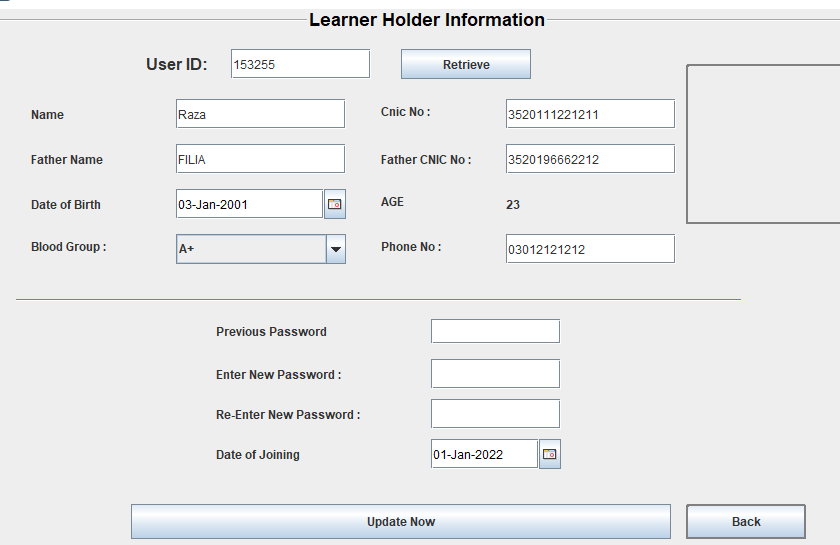 Learner Holder Information
User ID: 153255 Retrieve
Name Raza Cnic No : 3520111221211
Father Name FILIA Father CNIC No : 3520196662212
Date of Birth 03-Jan-2001 AGE 23
Blood Group : A+ Phone No : 03012121212
Previous Password
Enter New Password :
Re-Enter New Password :
Date of Joining 01-Jan-2022
Update Now Back